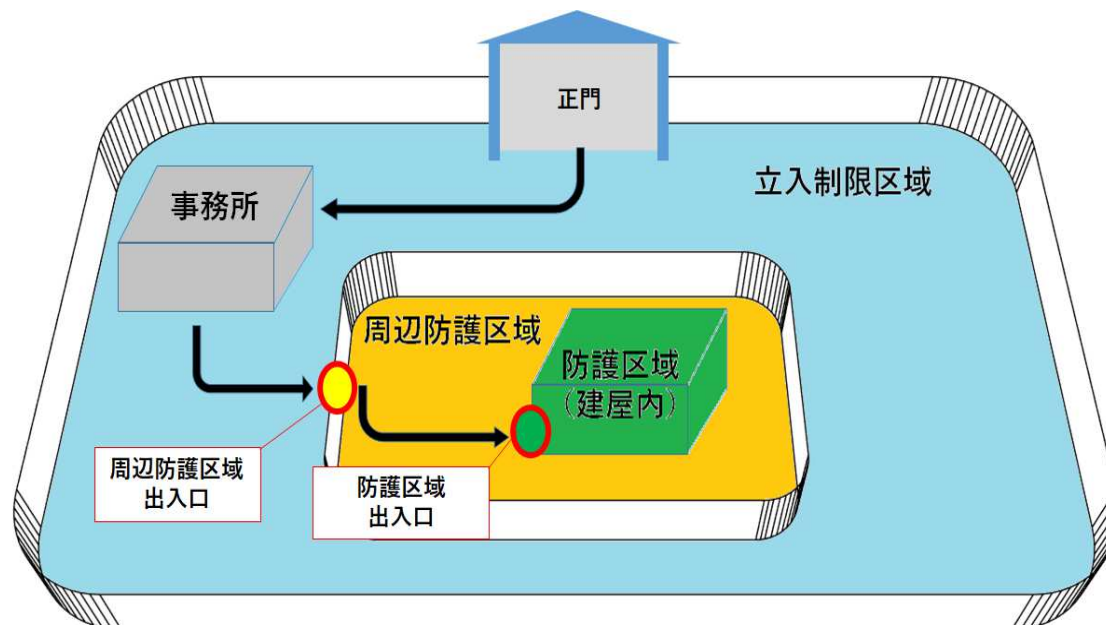 正門
立入制限区域
事務所
周辺防護区域
防護区域
（建屋内）
周辺防護区域
出入口
防護区域
出入口